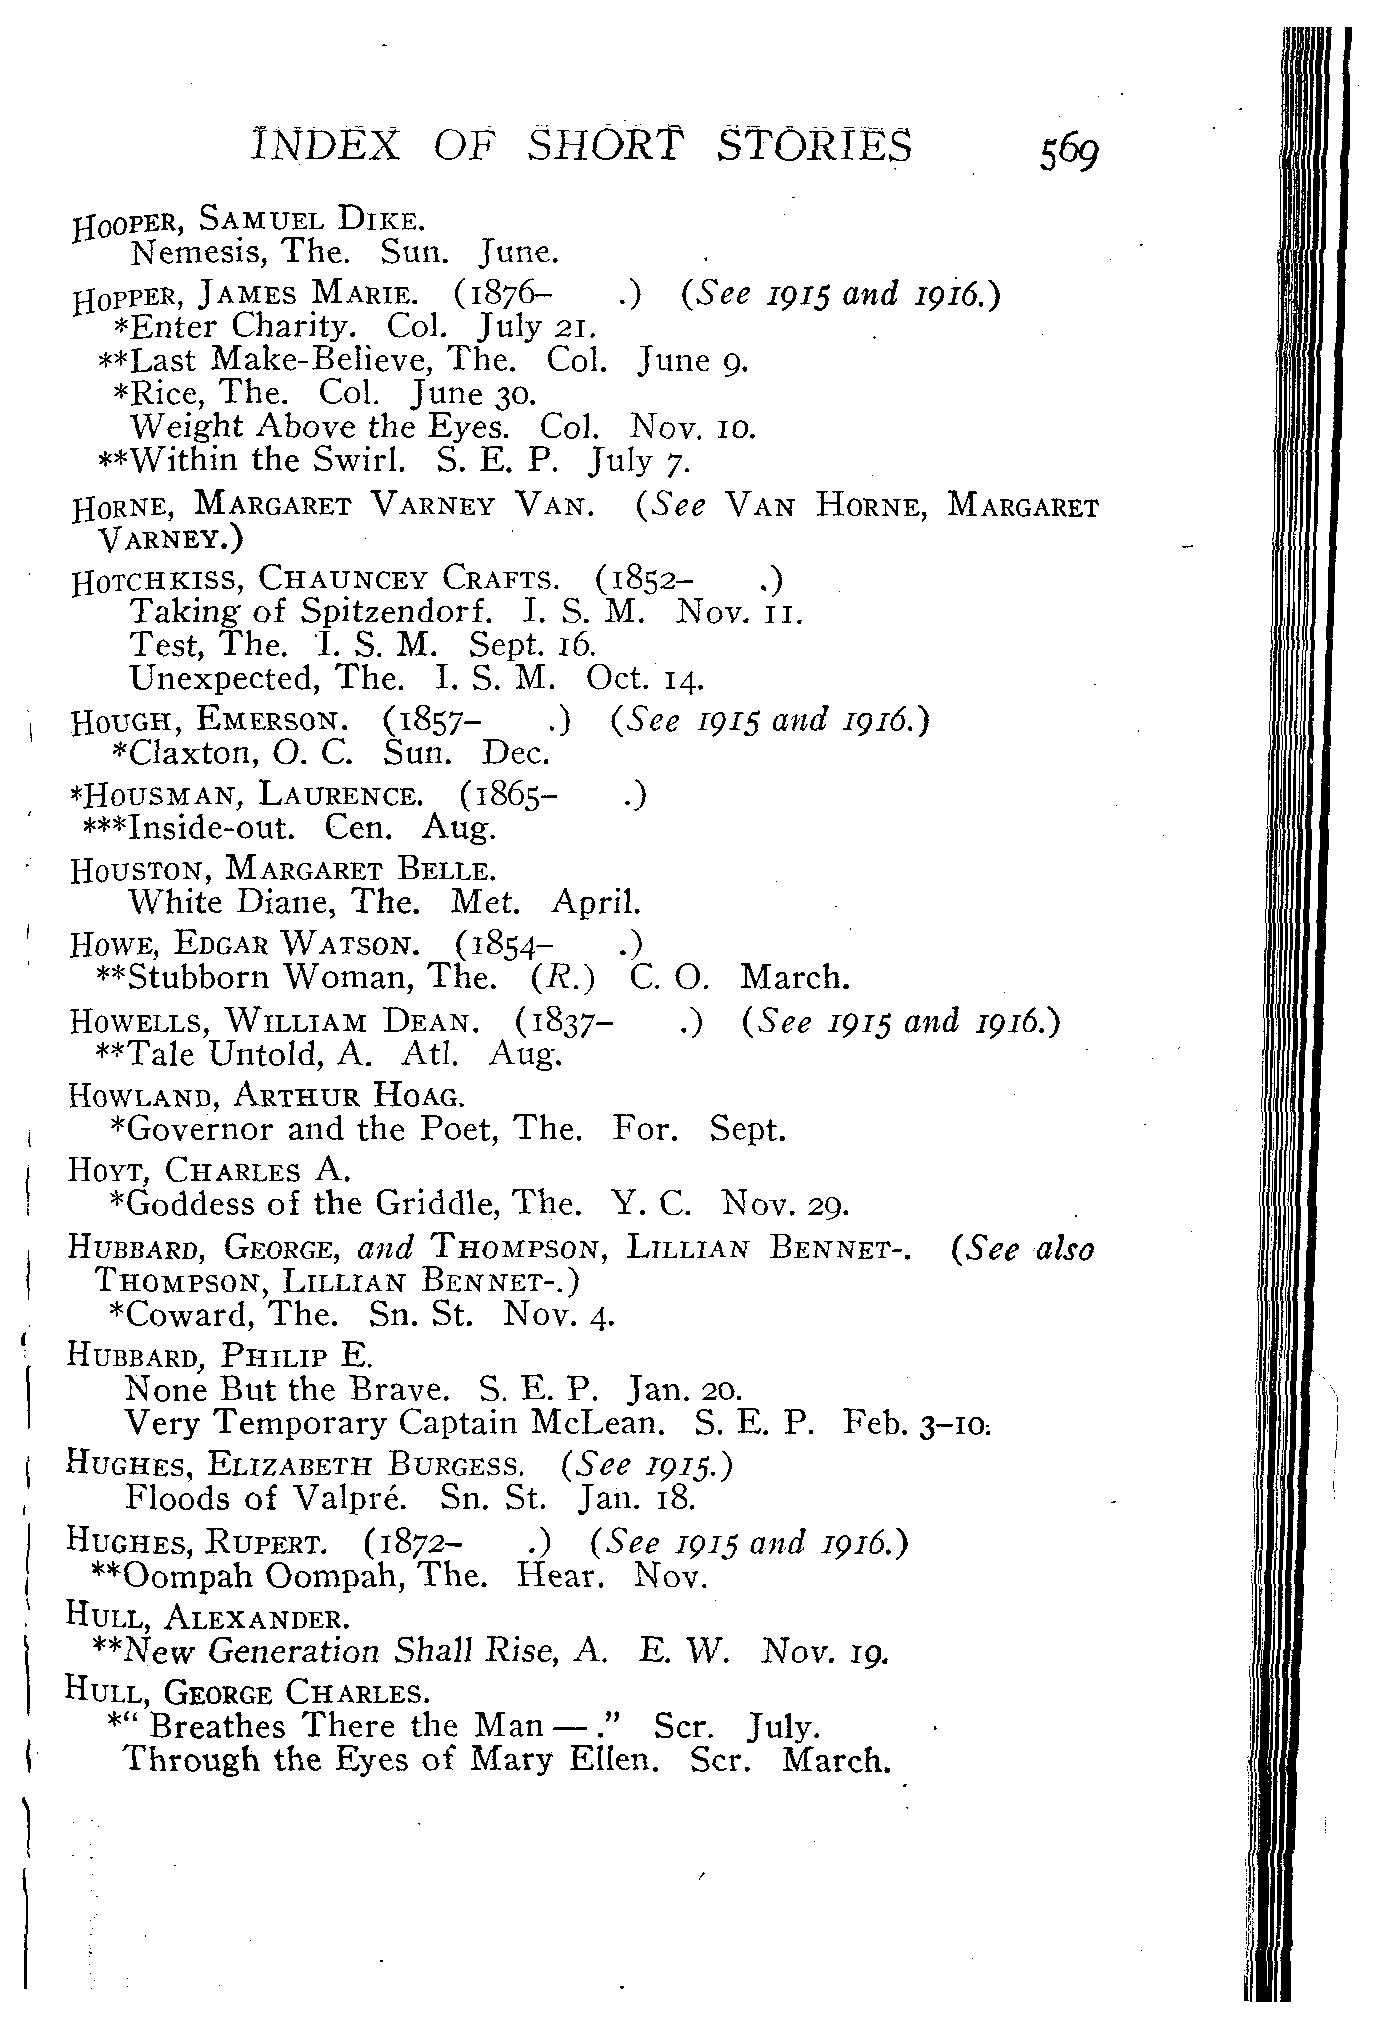 INDEX OF SHORT STORIES 569
HOOPER, SAMUEL DIKE.
Nemesis, The. Sun. June.
HOPPER, JAMES MARIE. (1876– .) (See 1915 and 1916.)
*Enter Charity. Col. July 21.
**Last Make-Believe, The. Col. June 9.
*Rice, The. Col. June 30.
Weight Above the Eyes. Col. Nov. 10.
**Within the Swirl. S. E. P. July 7.
HORNE, MARGARET VARNEY VAN. (See VAN HORNE, MARGARET
VARNEY.)
HOTCHKISS, CHAUNCEY CRAFTS. (1852– .)
Taking of Spitzendorf. I. S. M. Nov. 11.
Test, The. I. S. M. Sept. 16.
Unexpected, The. I. S. M. Oct. 14.
HOUGH, EMERSON. (1857– .) (See 1915 and 1916.)
*Claxton, O. C. Sun. Dec.
*HOUSMAN, LAURENCE. (1865– .)
***Inside-out. Cen. Aug.
HOUSTON, MARGARET BELLE.
White Diane, The. Met. April.
HOWE, EDGAR WATSON. (1854– .)
**Stubborn Woman, The. (R.) C. O. March.
HOWELLS, WILLIAM DEAN. (1837– .) (See 1915 and 1916.)
**Tale Untold, A. Atl. Aug.
HOWLAND, ARTHUR HOAG.
*Governor and the Poet, The. For. Sept.
HOYT, CHARLES A.
*Goddess of the Griddle, The. Y. C. Nov. 29.
HUBBARD, GEORGE, and THOMPSON, LILLIAN BENNET-. (See also
THOMPSON, LILLIAN BENNET-.)
*Coward, The. Sn. St. Nov. 4.
HUBBARD, PHILIP E.
None But the Brave. S. E. P. Jan. 20.
Very Temporary Captain McLean. S. E. P. Feb. 3–10.
HUGHES, ELIZABETH BURGESS. (See 1915.)
Floods of Valpré. Sn. St. Jan. 18.
HUGHES, RUPERT. (1872– .) (See 1915 and 1916.)
**Oompah Oompah, The. Hear. Nov.
HULL, ALEXANDER.
**New Generation Shall Rise, A. E. W. Nov. 19.
HULL, GEORGE CHARLES.
*“ Breathes There the Man — .” Scr. July.
Through the Eyes of Mary Ellen. Scr. March.